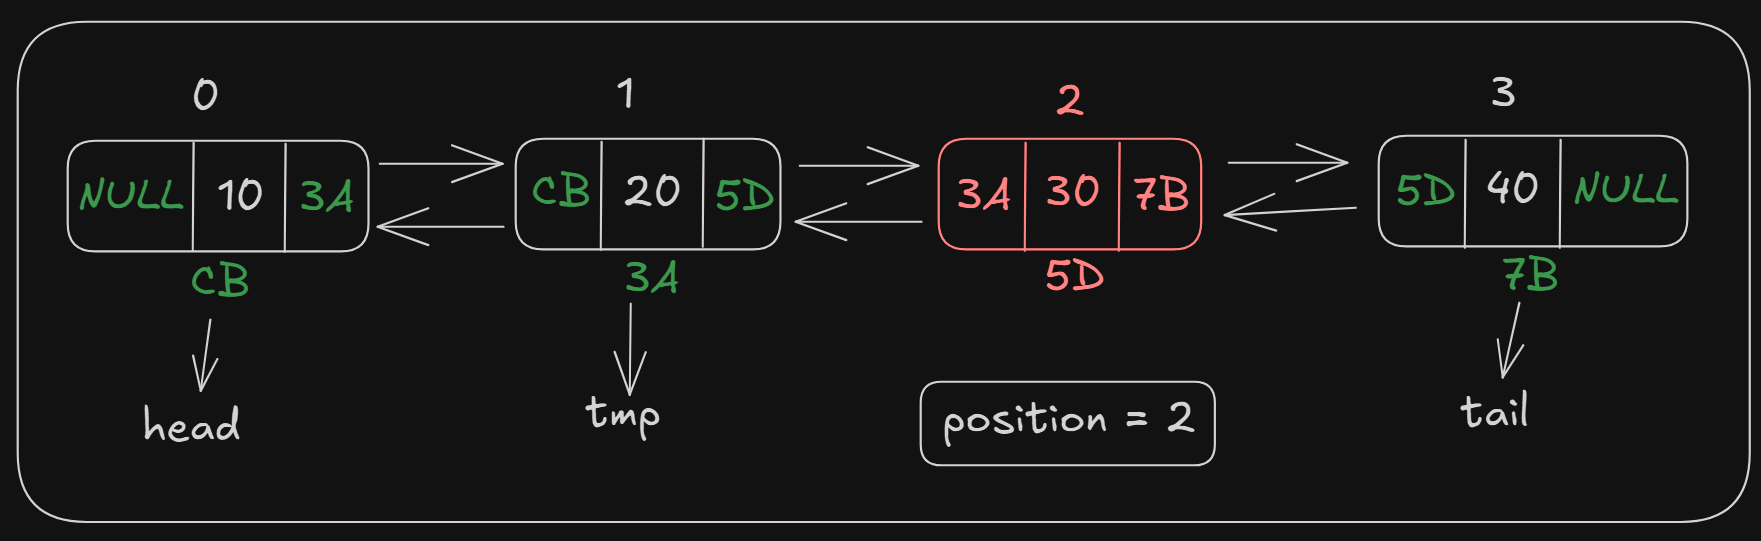 0 1 2 3
NULL 10 3A CB 20 5D 3A 30 7B 5D 40 NULL
CB 3A 5D 7B
head tmp position = 2 tail